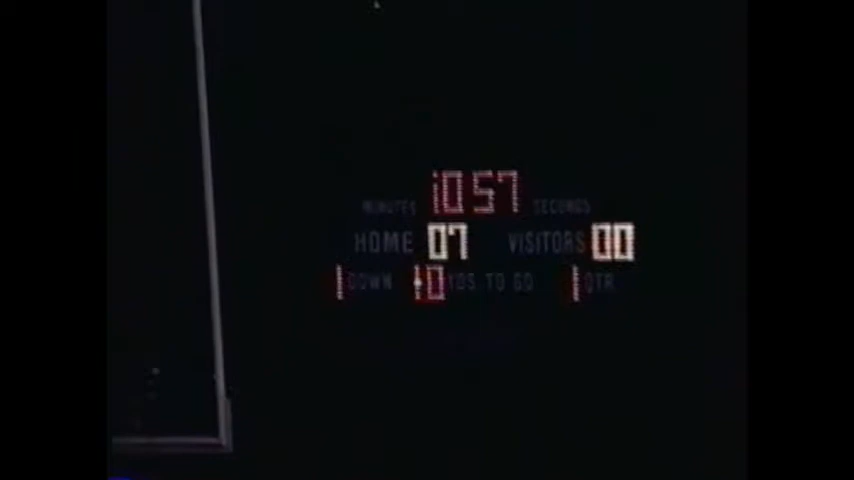 10 57
MINUTES SECONDS
HOME 07 VISITORS 00
1 DOWN 10 YDS TO GO 1 QTR